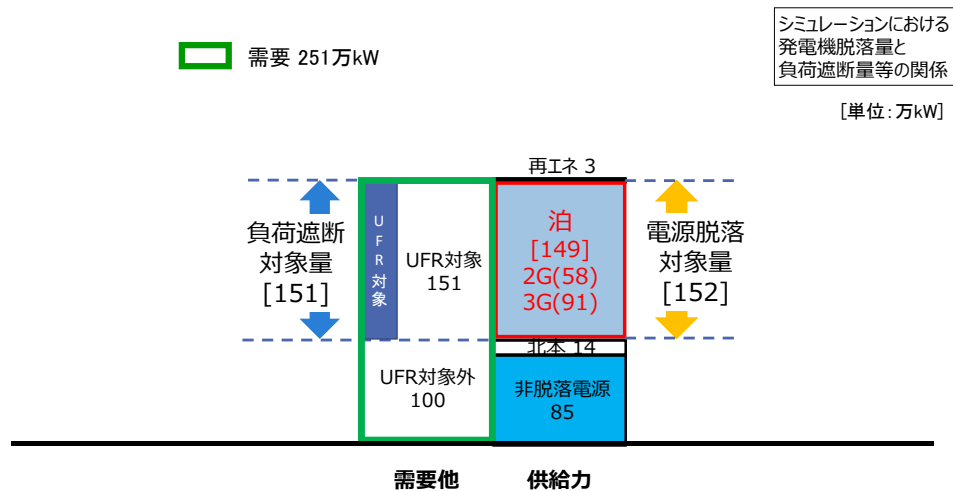 シミュレーションにおける
発電機脱落量と
負荷遮断量等の関係
需要 251万kW
[単位：万kW]
再エネ 3
負荷遮断
対象量
[151]
UFR対象
UFR対象
151
泊
[149]
2G(58)
3G(91)
電源脱落
対象量
[152]
北本 14
UFR対象外
100
非脱落電源
85
需要他
供給力